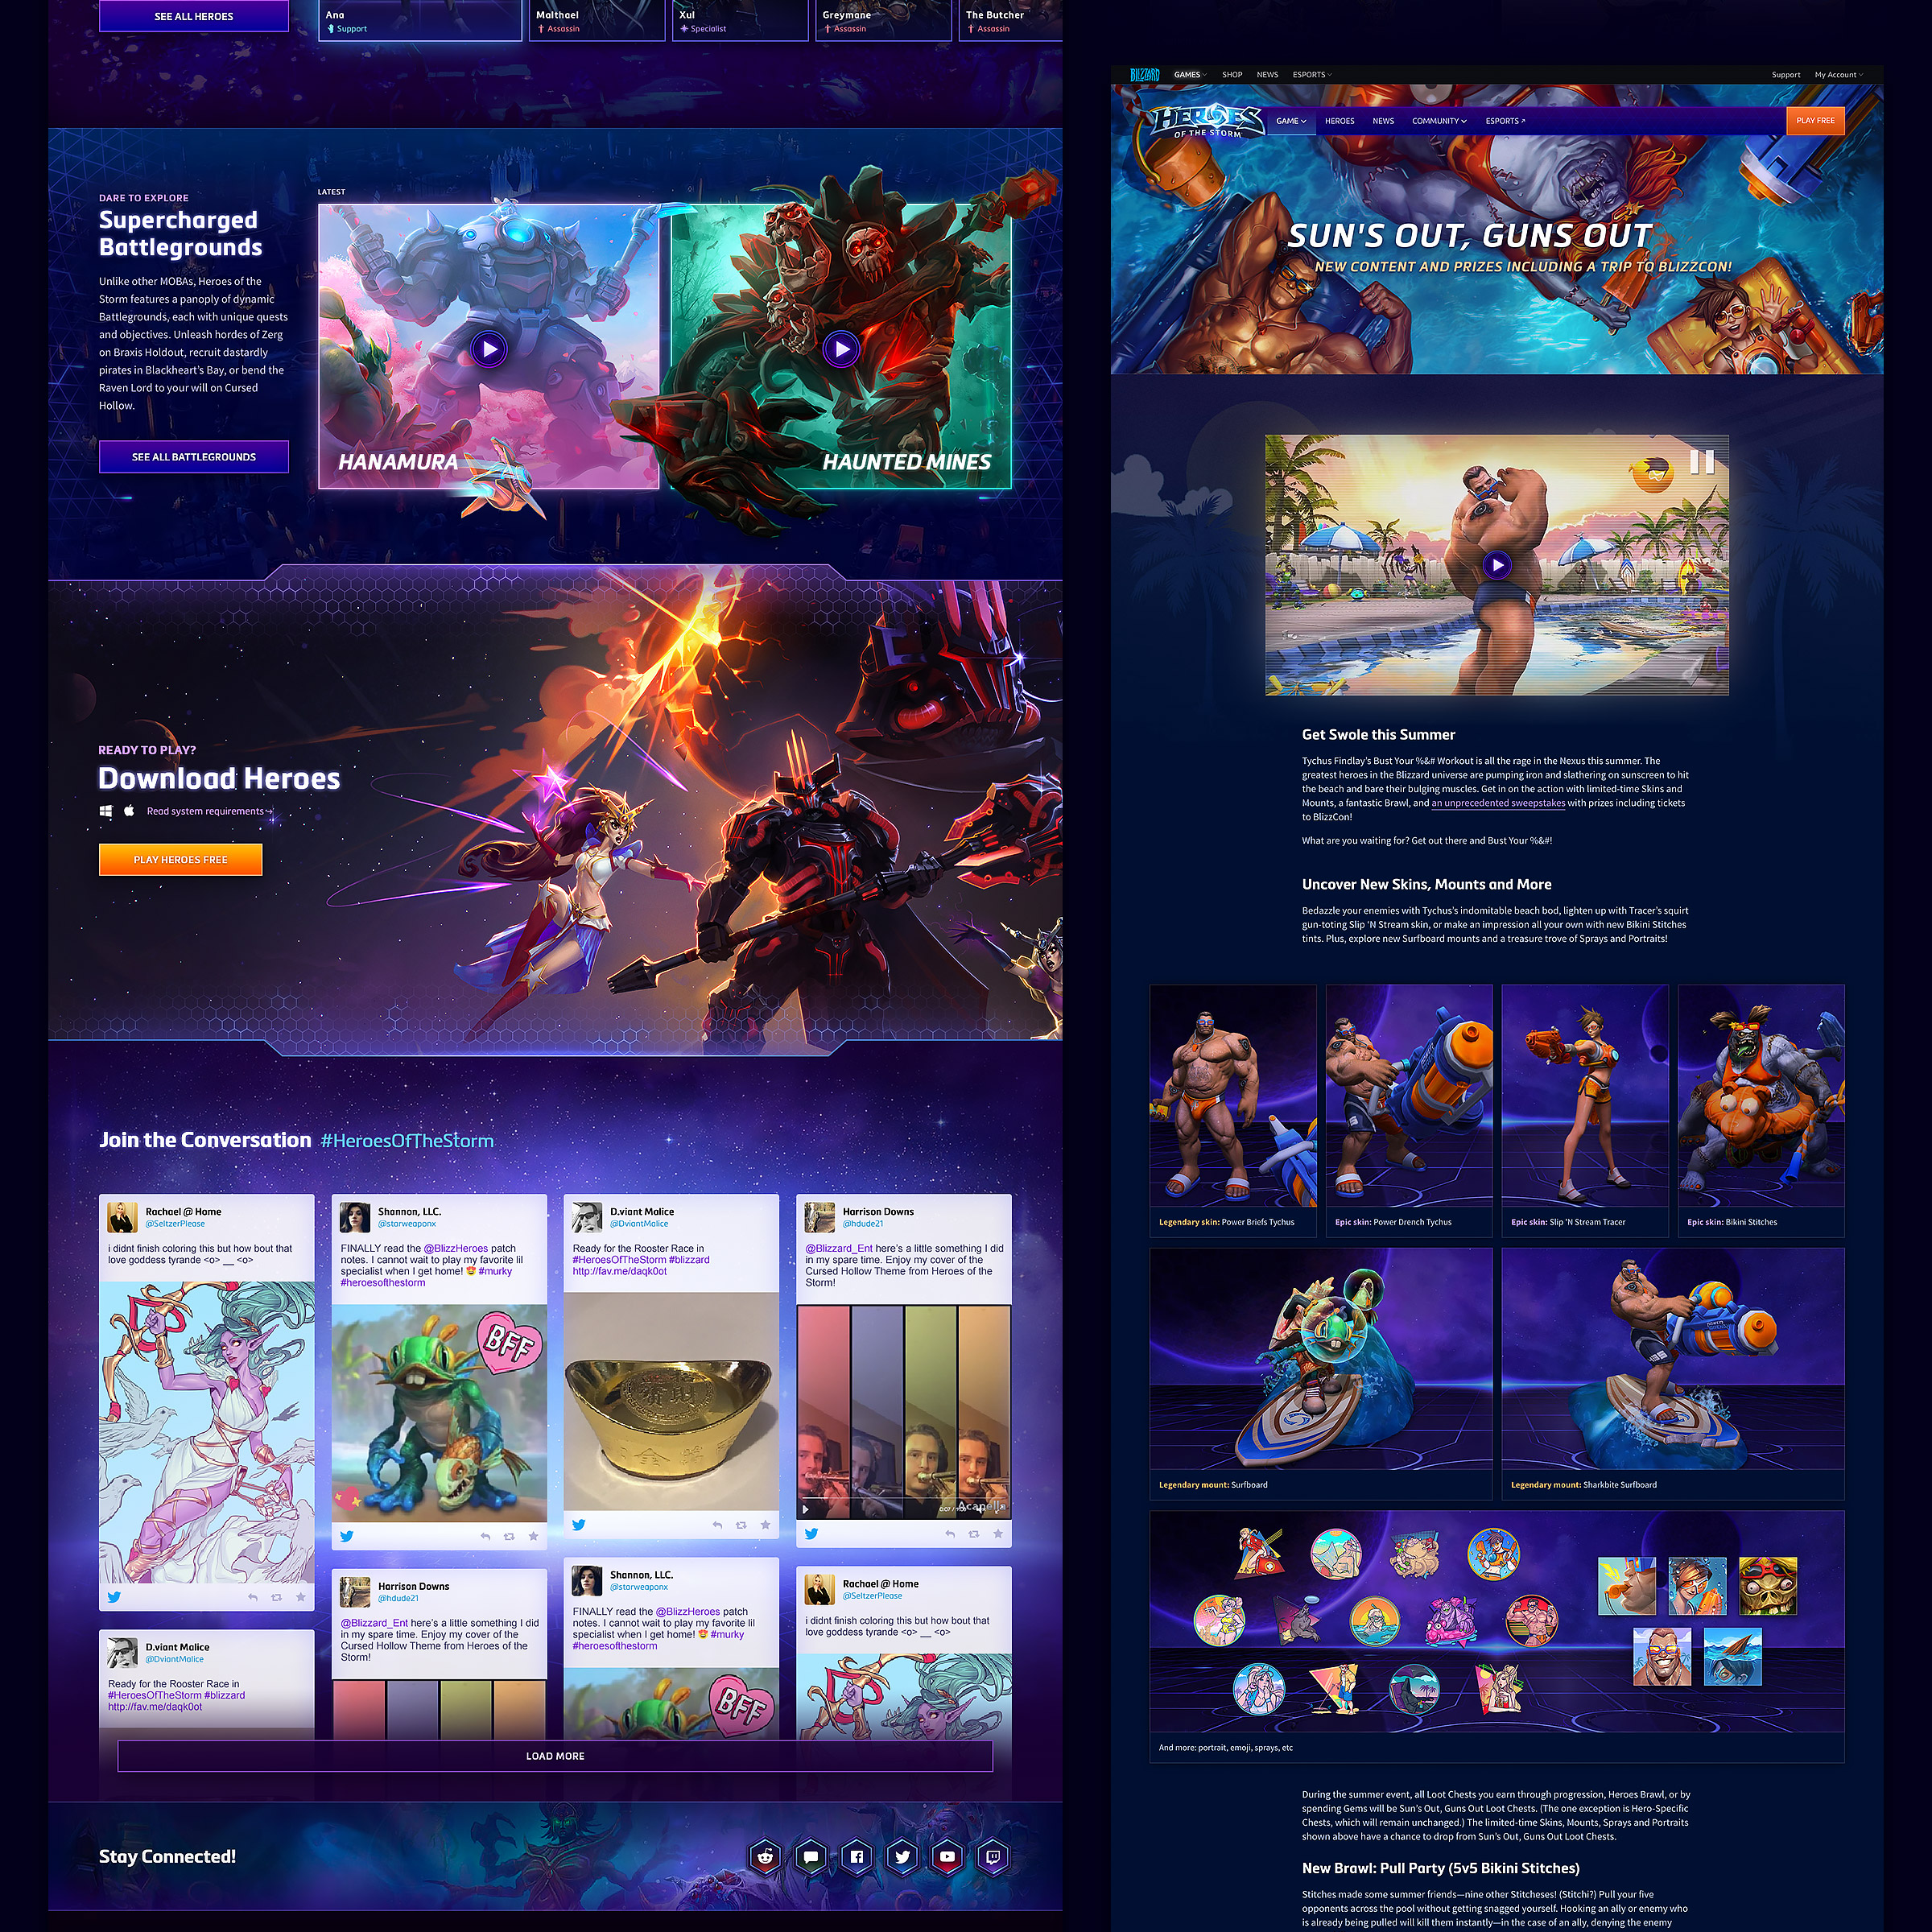 SEE ALL HEROES
Ana
Support
Malthael
Assassin
Xul
Specialist
Greymane
Assassin
The Butcher
Assassin
DARE TO EXPLORE
Supercharged
Battlegrounds
Unlike other MOBAs, Heroes of the
Storm features a panoply of dynamic
Battlegrounds, each with unique quests
and objectives. Unleash hordes of Zerg
on Braxis Holdout, recruit dastardly
pirates in Blackheart's Bay, or bend the
Raven Lord to your will on Cursed
Hollow.
SEE ALL BATTLEGROUNDS
LATEST
HANAMURA
HAUNTED MINES
READY TO PLAY?
Download Heroes
Read system requirements
PLAY HEROES FREE
Join the Conversation #HeroesOfTheStorm
Rachael @ Home
@SeltzerPlease
i didnt finish coloring this but how bout that
love goddess tyrande <o> __ <o>
D.viant Malice
@DviantMalice
Ready for the Rooster Race in
#HeroesOfTheStorm #blizzard
http://fav.me/daqk0ot
Shannon, LLC.
@starweaponx
FINALLY read the @BlizzHeroes patch
notes. I cannot wait to play my favorite lil
specialist when I get home! 😍 #murky
#heroesofthestorm
BFF
Harrison Downs
@hdude21
@Blizzard_Ent here's a little something I did
in my spare time. Enjoy my cover of the
Cursed Hollow Theme from Heroes of the
Storm!
D.viant Malice
@DviantMalice
Ready for the Rooster Race in
#HeroesOfTheStorm #blizzard
http://fav.me/daqk0ot
Shannon, LLC.
@starweaponx
FINALLY read the @BlizzHeroes patch
notes. I cannot wait to play my favorite lil
specialist when I get home! 😍 #murky
#heroesofthestorm
BFF
Harrison Downs
@hdude21
@Blizzard_Ent here's a little something I did
in my spare time. Enjoy my cover of the
Cursed Hollow Theme from Heroes of the
Storm!
Acapella
Rachael @ Home
@SeltzerPlease
i didnt finish coloring this but how bout that
love goddess tyrande <o> __ <o>
LOAD MORE
Stay Connected!
BLIZZARD
GAMES
SHOP
NEWS
ESPORTS
Support
My Account
HEROES
OF THE STORM
GAME
HEROES
NEWS
COMMUNITY
ESPORTS
PLAY FREE
SUN'S OUT, GUNS OUT
NEW CONTENT AND PRIZES INCLUDING A TRIP TO BLIZZCON!
Get Swole this Summer
Tychus Findlay's Bust Your %&# Workout is all the rage in the Nexus this summer. The
greatest heroes in the Blizzard universe are pumping iron and slathering on sunscreen to hit
the beach and bare their bulging muscles. Get in on the action with limited-time Skins and
Mounts, a fantastic Brawl, and an unprecedented sweepstakes with prizes including tickets
to BlizzCon!
What are you waiting for? Get out there and Bust Your %&#!
Uncover New Skins, Mounts and More
Bedazzle your enemies with Tychus's indomitable beach bod, lighten up with Tracer's squirt
gun-toting Slip 'N Stream skin, or make an impression all your own with new Bikini Stitches
tints. Plus, explore new Surfboard mounts and a treasure trove of Sprays and Portraits!
Legendary skin: Power Briefs Tychus
Epic skin: Power Drench Tychus
Epic skin: Slip 'N Stream Tracer
Epic skin: Bikini Stitches
Legendary mount: Surfboard
Legendary mount: Sharkbite Surfboard
And more: portrait, emoji, sprays, etc
During the summer event, all Loot Chests you earn through progression, Heroes Brawl, or by
spending Gems will be Sun's Out, Guns Out Loot Chests. (The one exception is Hero-Specific
Chests, which will remain unchanged.) The limited-time Skins, Mounts, Sprays and Portraits
shown above have a chance to drop from Sun's Out, Guns Out Loot Chests.
New Brawl: Pull Party (5v5 Bikini Stitches)
Stitches made some summer friends—nine other Stitcheses! (Stitchi?) Pull your five
opponents across the pool without getting snagged yourself. Hooking an ally or enemy who
is already being pulled will kill them instantly—in the case of an ally, denying the enemy